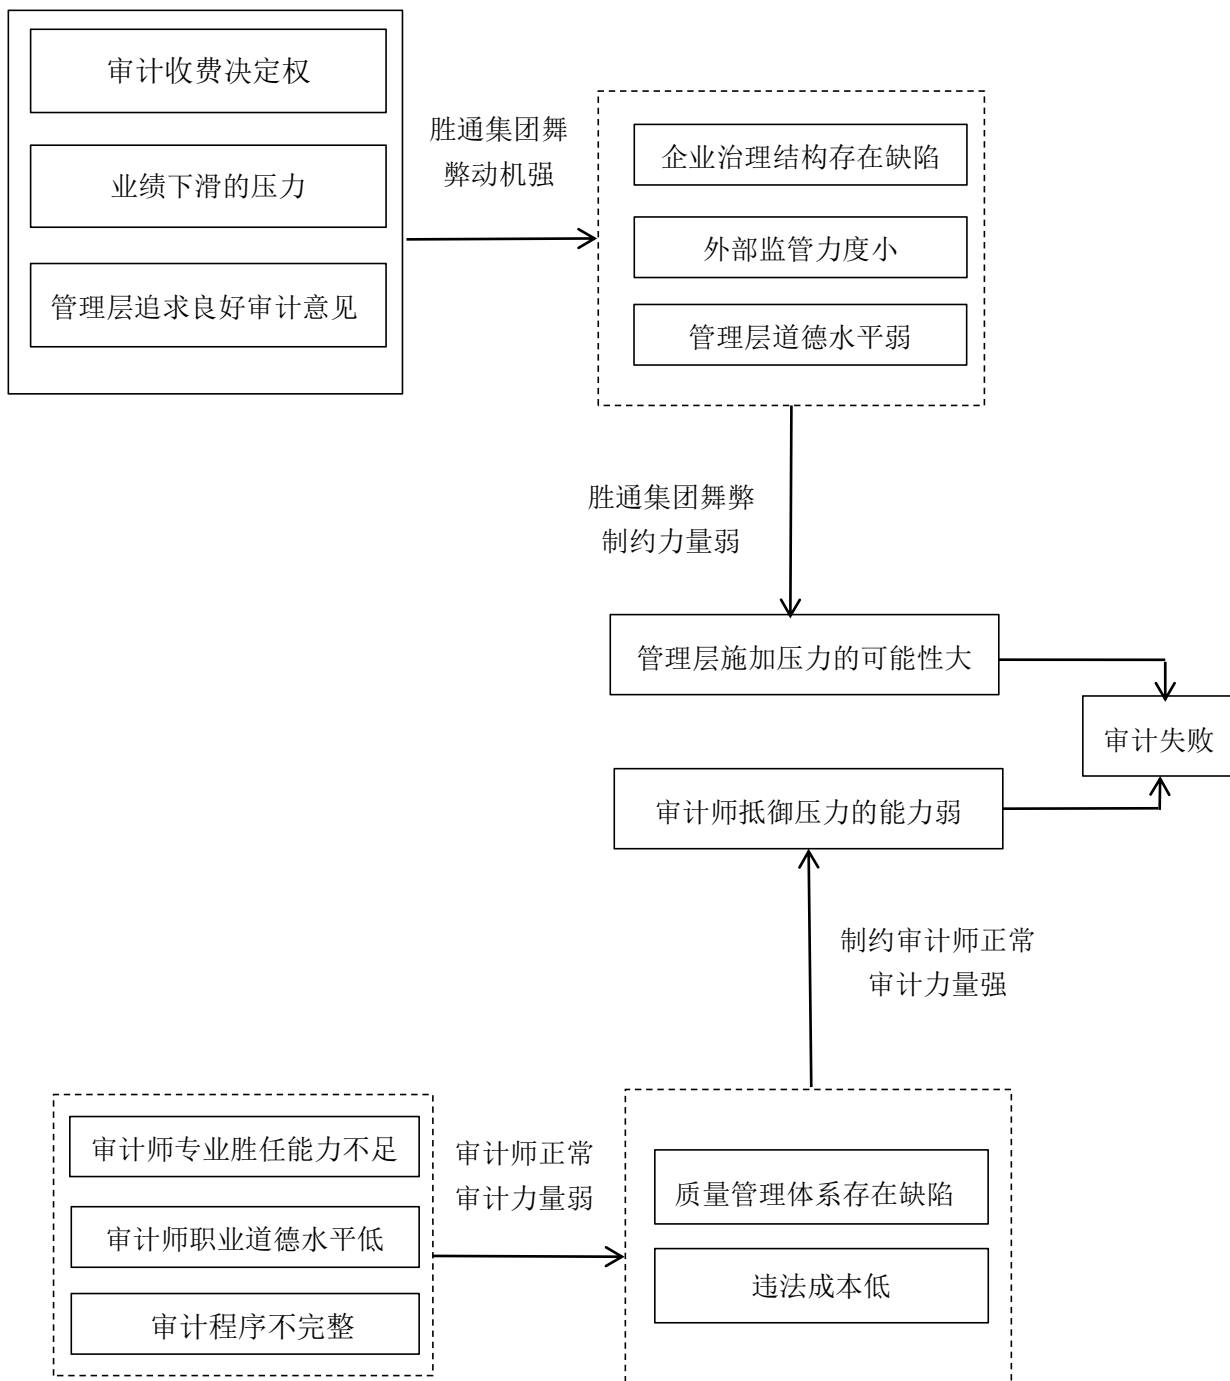 审计收费决定权
业绩下滑的压力
管理层追求良好审计意见
胜通集团舞
弊动机强
企业治理结构存在缺陷
外部监管力度小
管理层道德水平弱
胜通集团舞弊
制约力量弱
管理层施加压力的可能性大
审计失败
审计师抵御压力的能力弱
制约审计师正常
审计力量强
审计师专业胜任能力不足
审计师职业道德水平低
审计程序不完整
审计师正常
审计力量弱
质量管理体系存在缺陷
违法成本低